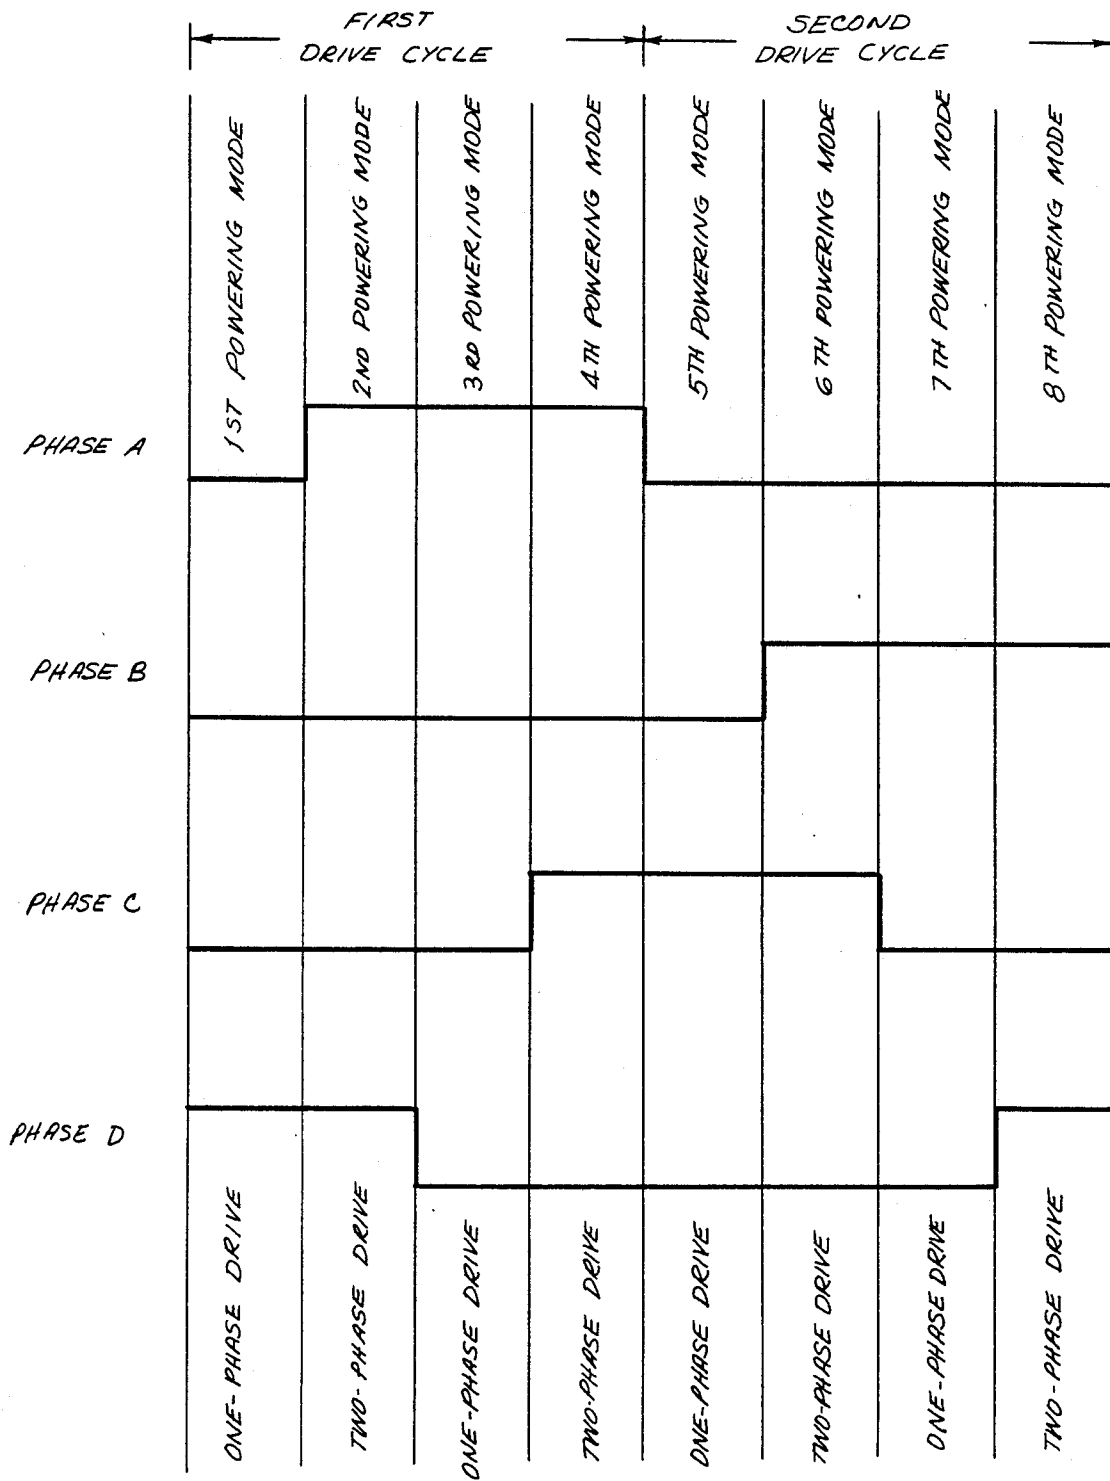 FIRST
DRIVE CYCLE
SECOND
DRIVE CYCLE
1ST POWERING MODE
2ND POWERING MODE
3RD POWERING MODE
4TH POWERING MODE
5TH POWERING MODE
6TH POWERING MODE
7TH POWERING MODE
8TH POWERING MODE
PHASE A
PHASE B
PHASE C
PHASE D
ONE-PHASE DRIVE
TWO-PHASE DRIVE
ONE-PHASE DRIVE
TWO-PHASE DRIVE
ONE-PHASE DRIVE
TWO-PHASE DRIVE
ONE-PHASE DRIVE
TWO-PHASE DRIVE